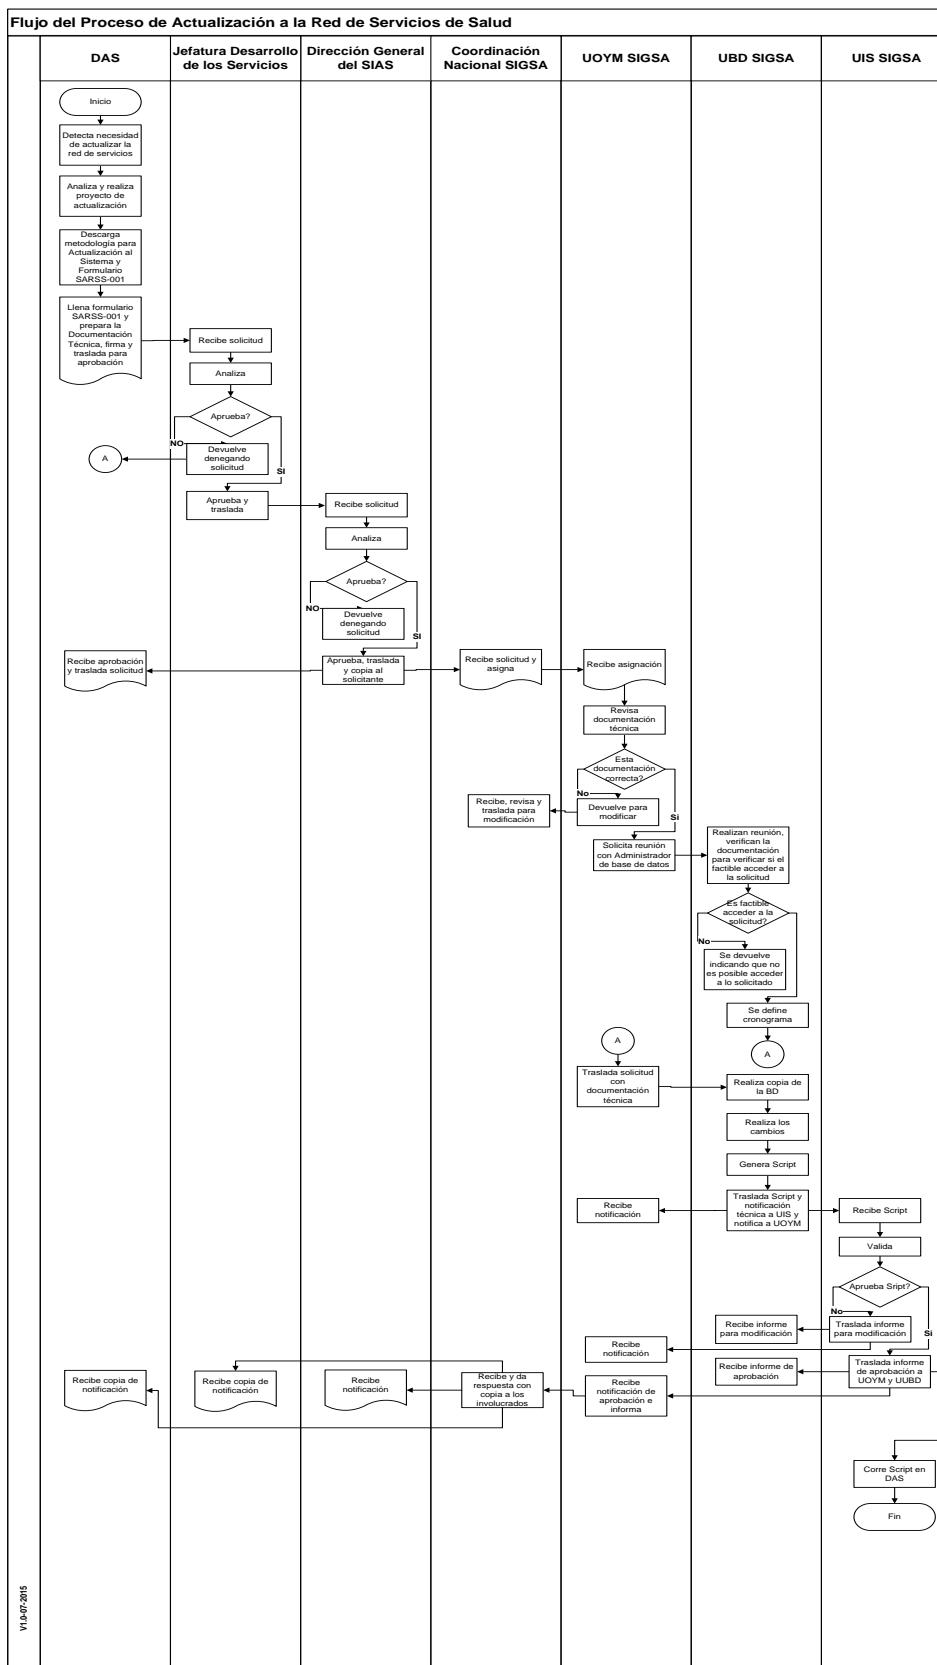 Flujo del Proceso de Actualización a la Red de Servicios de Salud
DAS
Jefatura Desarrollo
de los Servicios
Dirección General
del SIAS
Coordinación
Nacional SIGSA
UOYM SIGSA
UBD SIGSA
UIS SIGSA
Inicio
Detecta necesidad
de actualizar la
red de servicios
Analiza y realiza
proyecto de
actualización
Descarga
metodología para
Actualización al
Sistema y
Formulario
SARSS-001
Llena formulario
SARSS-001 y
prepara la
Documentación
Técnica, firma y
traslada para
aprobación
Recibe solicitud
Analiza
Aprueba?
NO
Devuelve
denegando
solicitud
SI
A
Aprueba y
traslada
Recibe solicitud
Analiza
Aprueba?
NO
Devuelve
denegando
solicitud
SI
Recibe aprobación
y traslada solicitud
Aprueba, traslada
y copia al
solicitante
Recibe solicitud y
asigna
Recibe asignación
Revisa
documentación
técnica
Esta
documentación
correcta?
No
Si
Recibe, revisa y
traslada para
modificación
Devuelve para
modificar
Solicita reunión
con Administrador
de base de datos
Realizan reunión,
verifican la
documentación
para verificar si el
factible acceder a
la solicitud
Es factible
acceder a la
solicitud?
No
Se devuelve
indicando que no
es posible acceder
a lo solicitado
Se define
cronograma
A
A
Traslada solicitud
con
documentación
técnica
Realiza copia de
la BD
Realiza los
cambios
Genera Script
Traslada Script y
notificación
técnica a UIS y
notifica a UOYM
Recibe
notificación
Recibe Script
Valida
Aprueba Sript?
No
Si
Recibe informe
para modificación
Traslada informe
para modificación
Recibe
notificación
Recibe informe de
aprobación
Traslada informe
de aprobación a
UOYM y UUBD
Recibe copia de
notificación
Recibe copia de
notificación
Recibe
notificación
Recibe y da
respuesta con
copia a los
involucrados
Recibe
notificación de
aprobación e
informa
Corre Script en
DAS
Fin
V1.0-07-2015